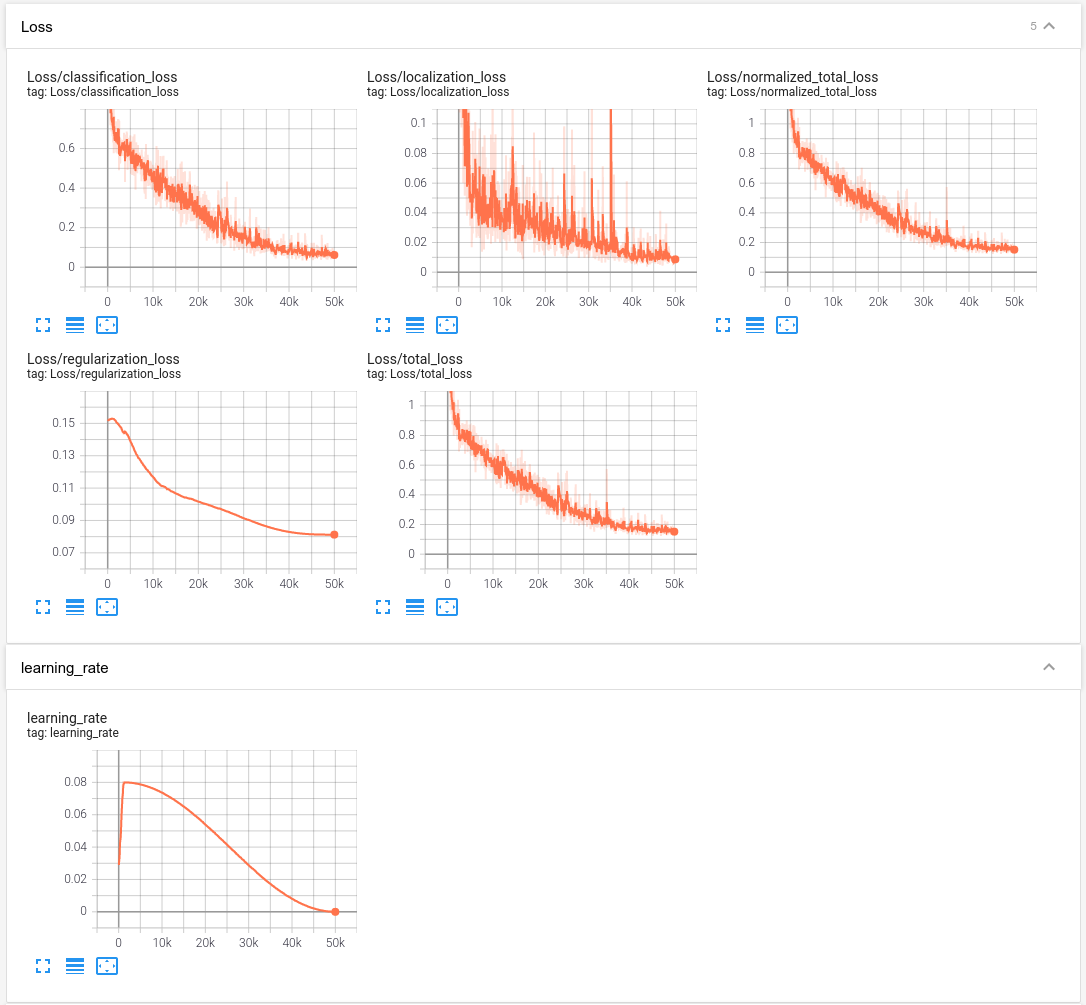 Loss
5
Loss/classification_loss
tag: Loss/classification_loss
0.6
0.4
0.2
0
0 10k 20k 30k 40k 50k
Loss/localization_loss
tag: Loss/localization_loss
0.1
0.08
0.06
0.04
0.02
0
0 10k 20k 30k 40k 50k
Loss/normalized_total_loss
tag: Loss/normalized_total_loss
1
0.8
0.6
0.4
0.2
0
0 10k 20k 30k 40k 50k
Loss/regularization_loss
tag: Loss/regularization_loss
0.15
0.13
0.11
0.09
0.07
0 10k 20k 30k 40k 50k
Loss/total_loss
tag: Loss/total_loss
1
0.8
0.6
0.4
0.2
0
0 10k 20k 30k 40k 50k
learning_rate
learning_rate
tag: learning_rate
0.08
0.06
0.04
0.02
0
0 10k 20k 30k 40k 50k